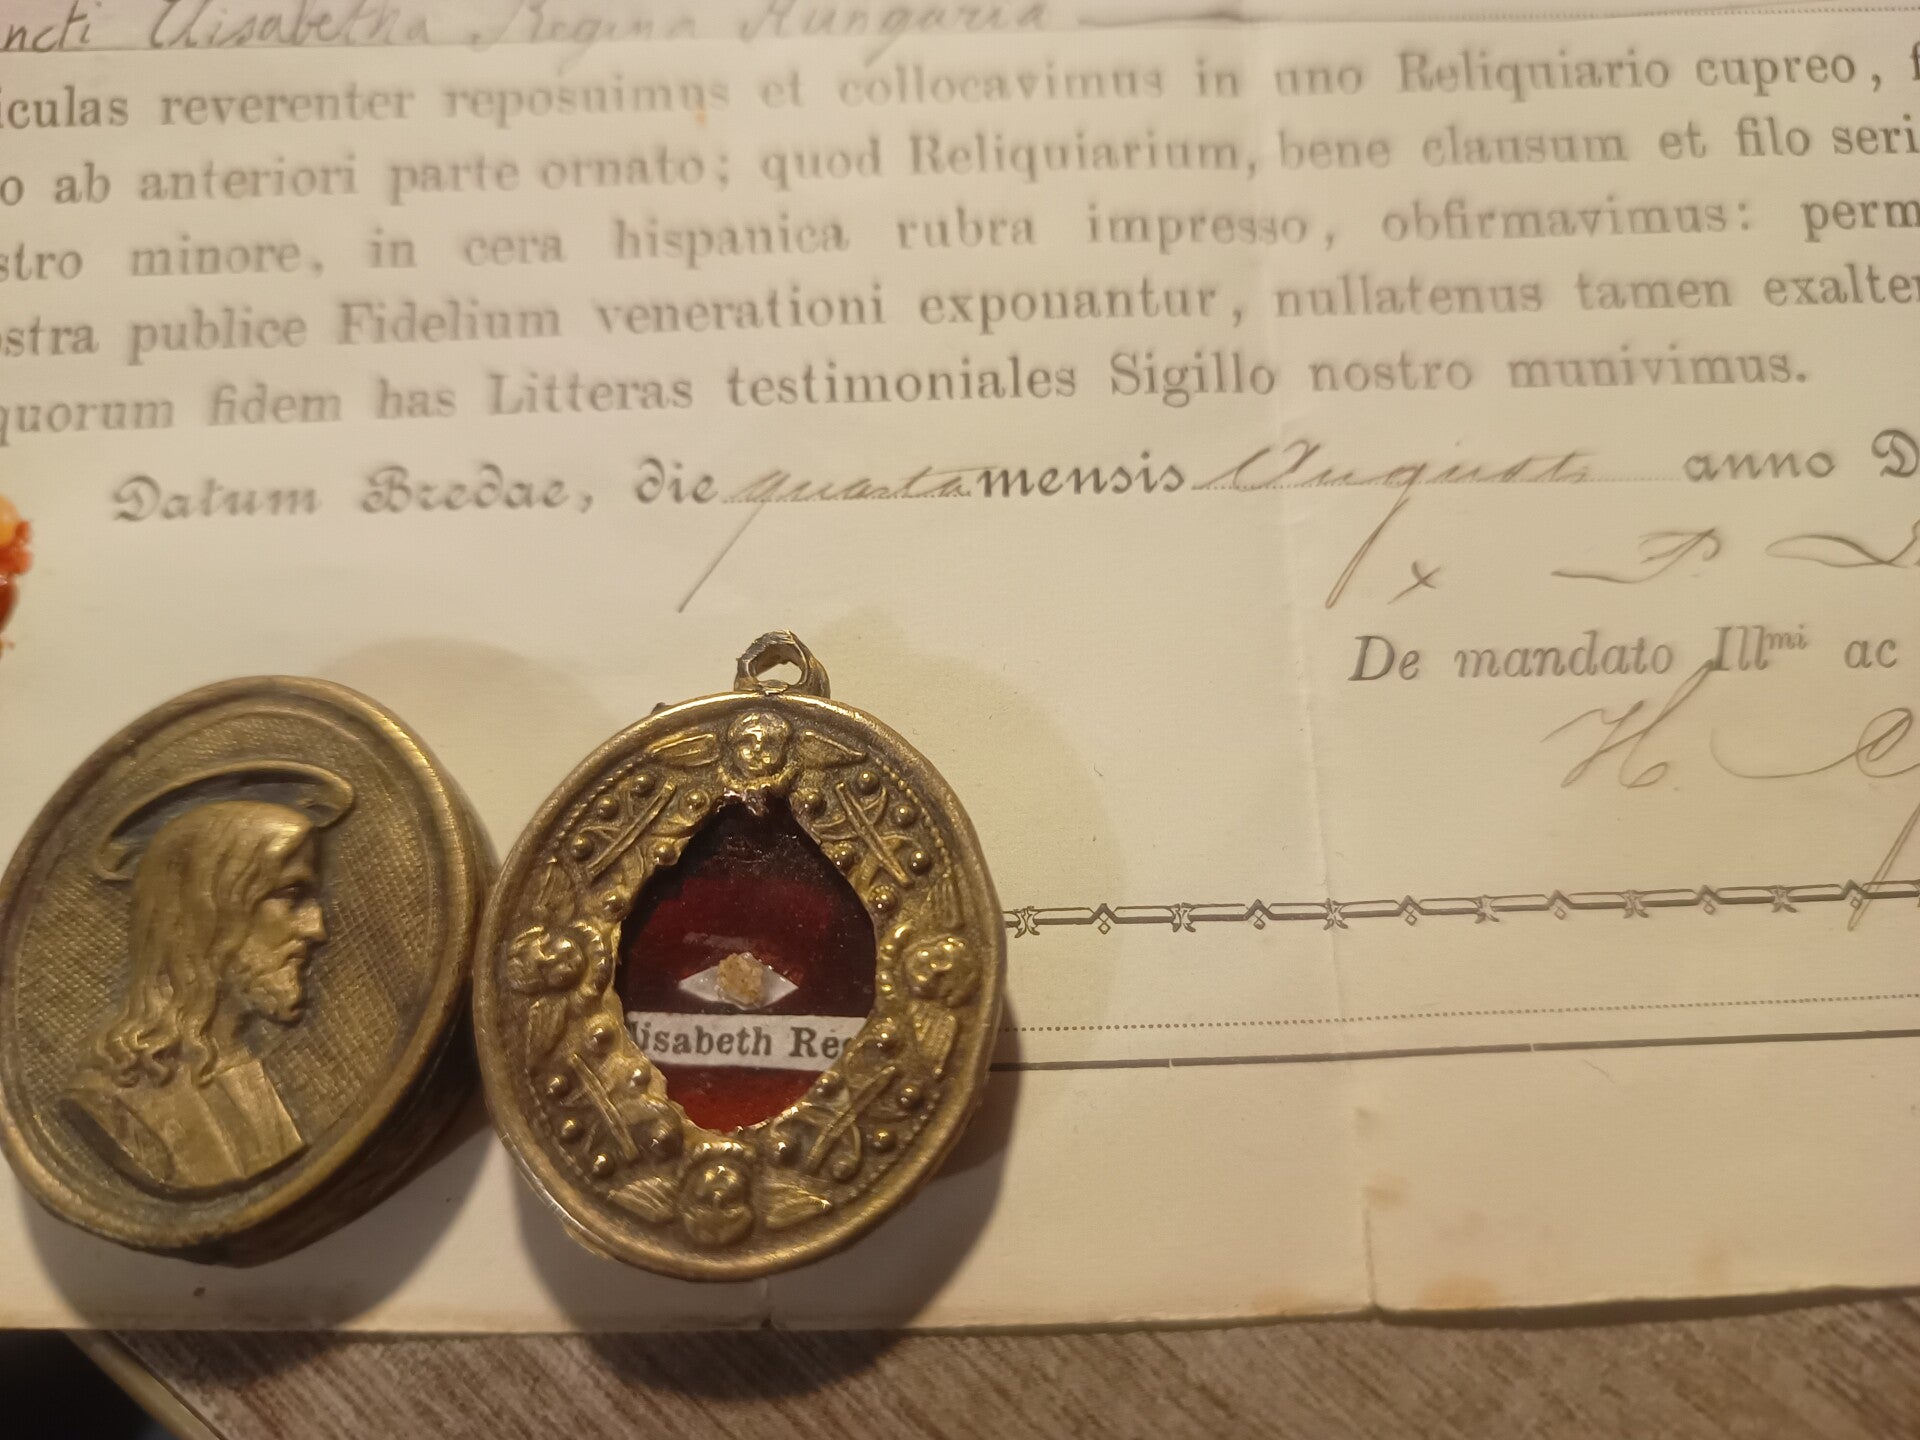 ncti Elisabetha Regina Hungaria
iculas reverenter reposuimus et collocavimus in uno Reliquiario cupreo, f
o ab anteriori parte ornato; quod Reliquiarium, bene clausum et filo seri
stro minore, in cera hispanica rubra impresso, obfirmavimus: perm
ostra publice Fidelium venerationi exponantur, nullatenus tamen exalten
quorum fidem has Litteras testimoniales Sigillo nostro munivimus.
Datum Bredae, die quarta mensis Augusti anno D
x P
De mandato Illmi ac
H.
lisabeth Reg